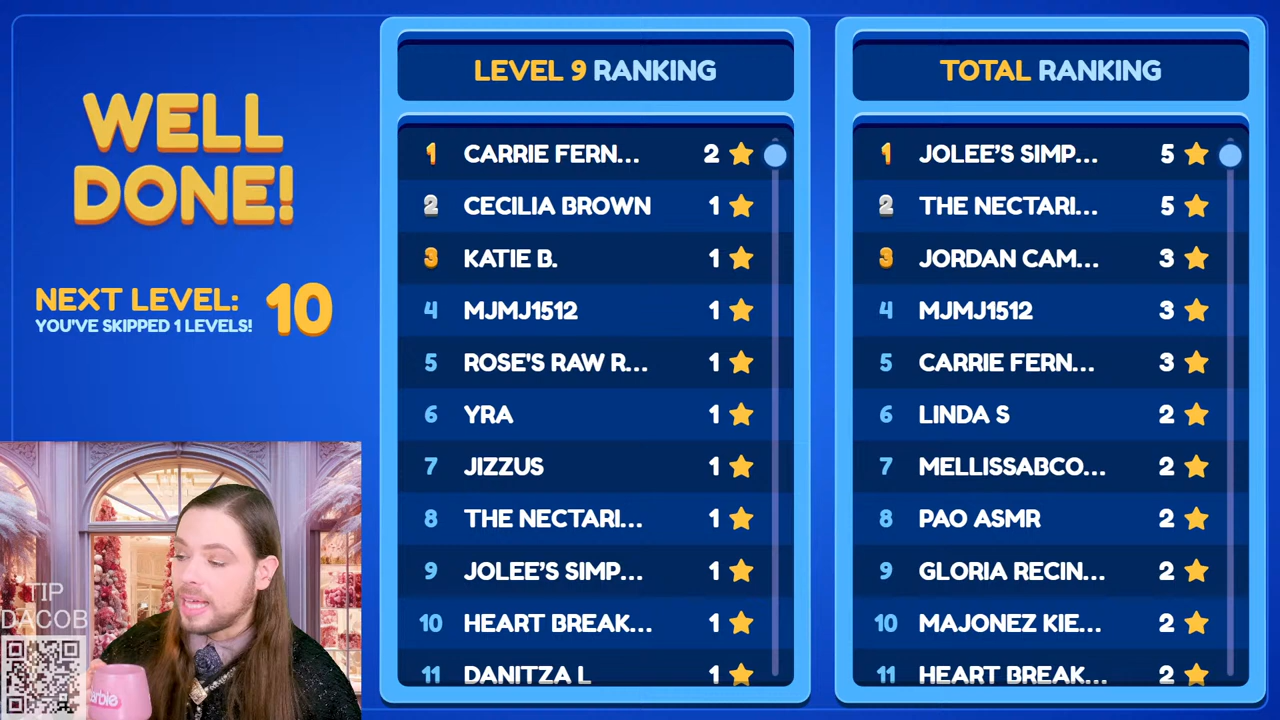 WELL
DONE!
NEXT LEVEL: 10
YOU'VE SKIPPED 1 LEVELS!
LEVEL 9 RANKING
1 CARRIE FERN... 2
2 CECILIA BROWN 1
3 KATIE B. 1
4 MJMJ1512 1
5 ROSE'S RAW R... 1
6 YRA 1
7 JIZZUS 1
8 THE NECTARI... 1
9 JOLEE'S SIMP... 1
10 HEART BREAK... 1
11 DANITZA L 1
TOTAL RANKING
1 JOLEE'S SIMP... 5
2 THE NECTARI... 5
3 JORDAN CAM... 3
4 MJMJ1512 3
5 CARRIE FERN... 3
6 LINDA S 2
7 MELLISSABCO... 2
8 PAO ASMR 2
9 GLORIA RECIN... 2
10 MAJONEZ KIE... 2
11 HEART BREAK... 2
TIP
DACOB
arbie